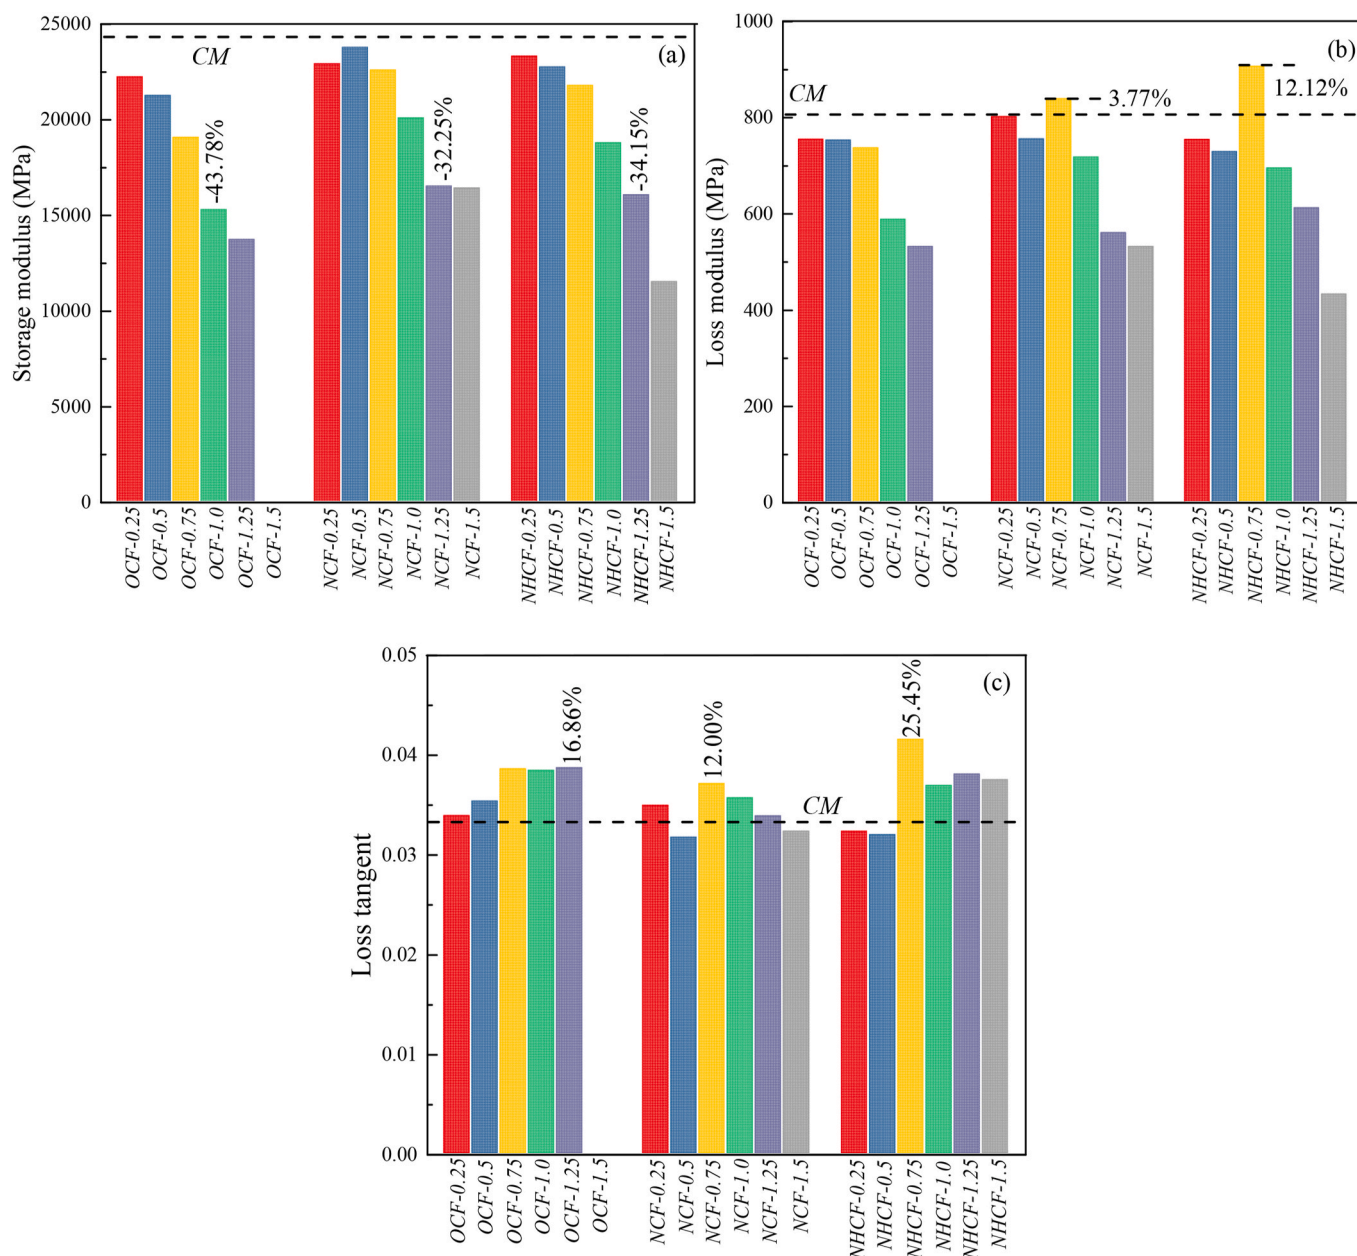 (a)
CM
Storage modulus (MPa)
25000
20000
15000
10000
5000
0
-43.78%
-32.25%
-34.15%
OCF-0.25
OCF-0.5
OCF-0.75
OCF-1.0
OCF-1.25
OCF-1.5
NCF-0.25
NCF-0.5
NCF-0.75
NCF-1.0
NCF-1.25
NCF-1.5
NHCF-0.25
NHCF-0.5
NHCF-0.75
NHCF-1.0
NHCF-1.25
NHCF-1.5
(b)
CM
Loss modulus (MPa)
1000
800
600
400
200
0
3.77%
12.12%
OCF-0.25
OCF-0.5
OCF-0.75
OCF-1.0
OCF-1.25
OCF-1.5
NCF-0.25
NCF-0.5
NCF-0.75
NCF-1.0
NCF-1.25
NCF-1.5
NHCF-0.25
NHCF-0.5
NHCF-0.75
NHCF-1.0
NHCF-1.25
NHCF-1.5
(c)
CM
Loss tangent
0.05
0.04
0.03
0.02
0.01
0.00
16.86%
12.00%
25.45%
OCF-0.25
OCF-0.5
OCF-0.75
OCF-1.0
OCF-1.25
OCF-1.5
NCF-0.25
NCF-0.5
NCF-0.75
NCF-1.0
NCF-1.25
NCF-1.5
NHCF-0.25
NHCF-0.5
NHCF-0.75
NHCF-1.0
NHCF-1.25
NHCF-1.5